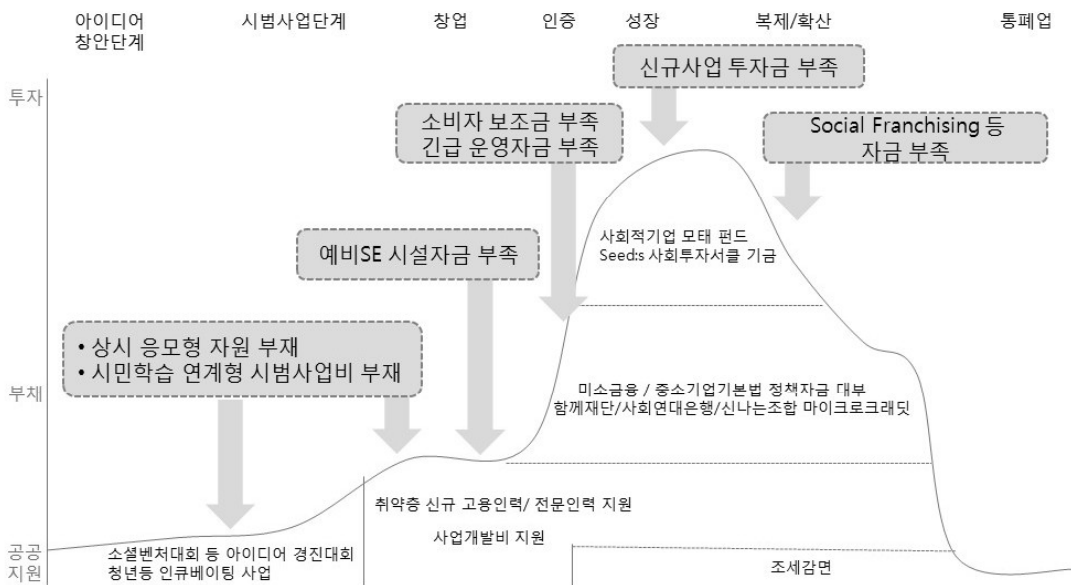 아이디어
창안단계
시범사업단계
창업
인증
성장
복제/확산
통폐업
투자
신규사업 투자금 부족
소비자 보조금 부족
긴급 운영자금 부족
Social Franchising 등
자금 부족
사회적기업 모태 펀드
Seed:s 사회투자서클 기금
예비SE 시설자금 부족
• 상시 응모형 자원 부재
• 시민학습 연계형 시범사업비 부재
부채
미소금융 / 중소기업기본법 정책자금 대부
함께재단/사회연대은행/신나는조합 마이크로크래딧
취약층 신규 고용인력/ 전문인력 지원
사업개발비 지원
공공
지원
소셜벤처대회 등 아이디어 경진대회
청년등 인큐베이팅 사업
조세감면